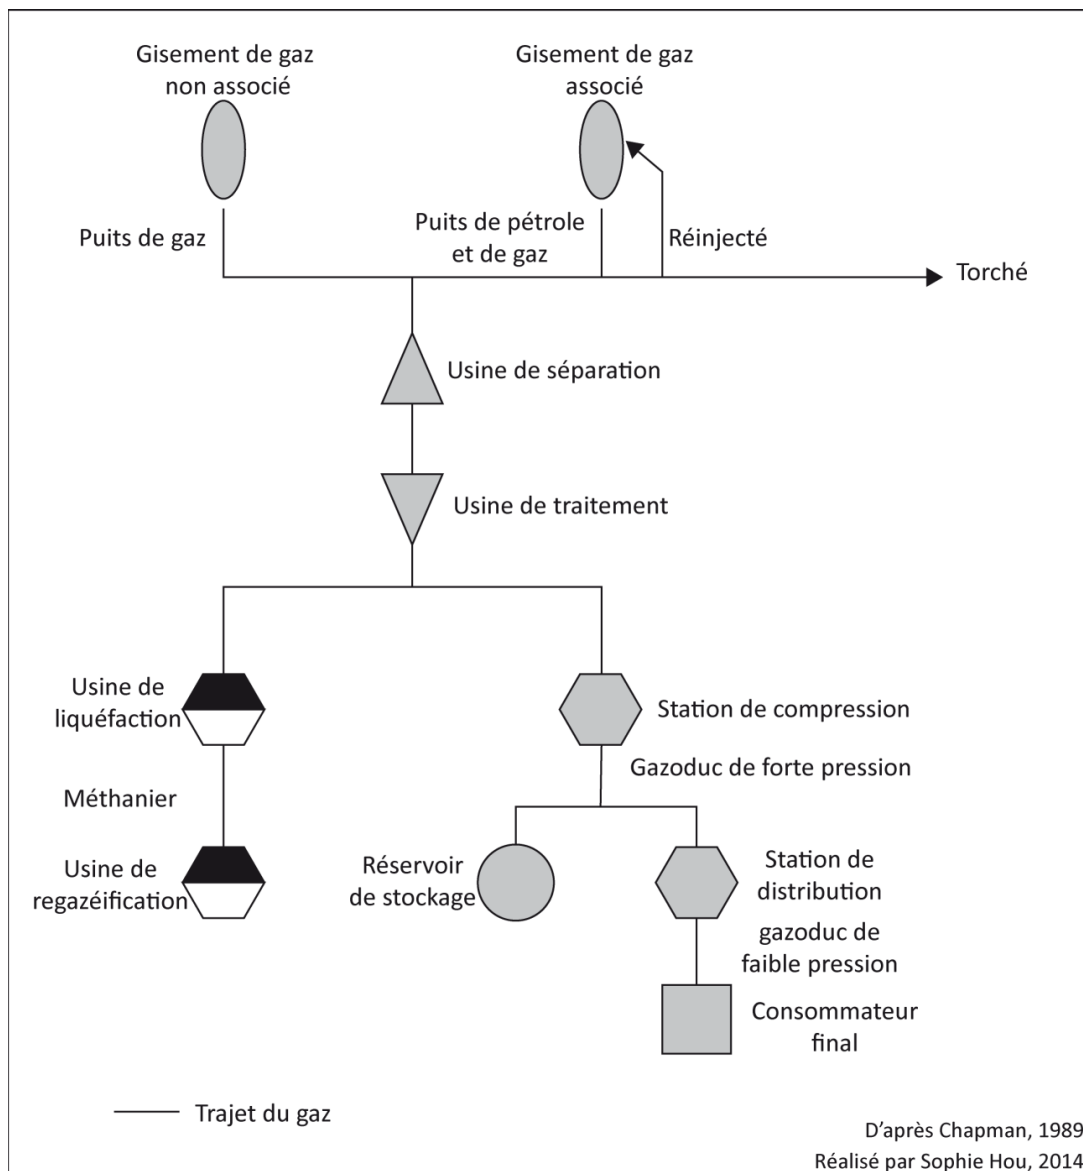 Gisement de gaz
non associé
Gisement de gaz
associé
Puits de gaz
Puits de pétrole
et de gaz
Réinjecté
Torché
Usine de séparation
Usine de traitement
Usine de
liquéfaction
Station de compression
Gazoduc de forte pression
Méthanier
Usine de
regazéification
Réservoir
de stockage
Station de
distribution
gazoduc de
faible pression
Consommateur
final
Trajet du gaz
D'après Chapman, 1989
Réalisé par Sophie Hou, 2014